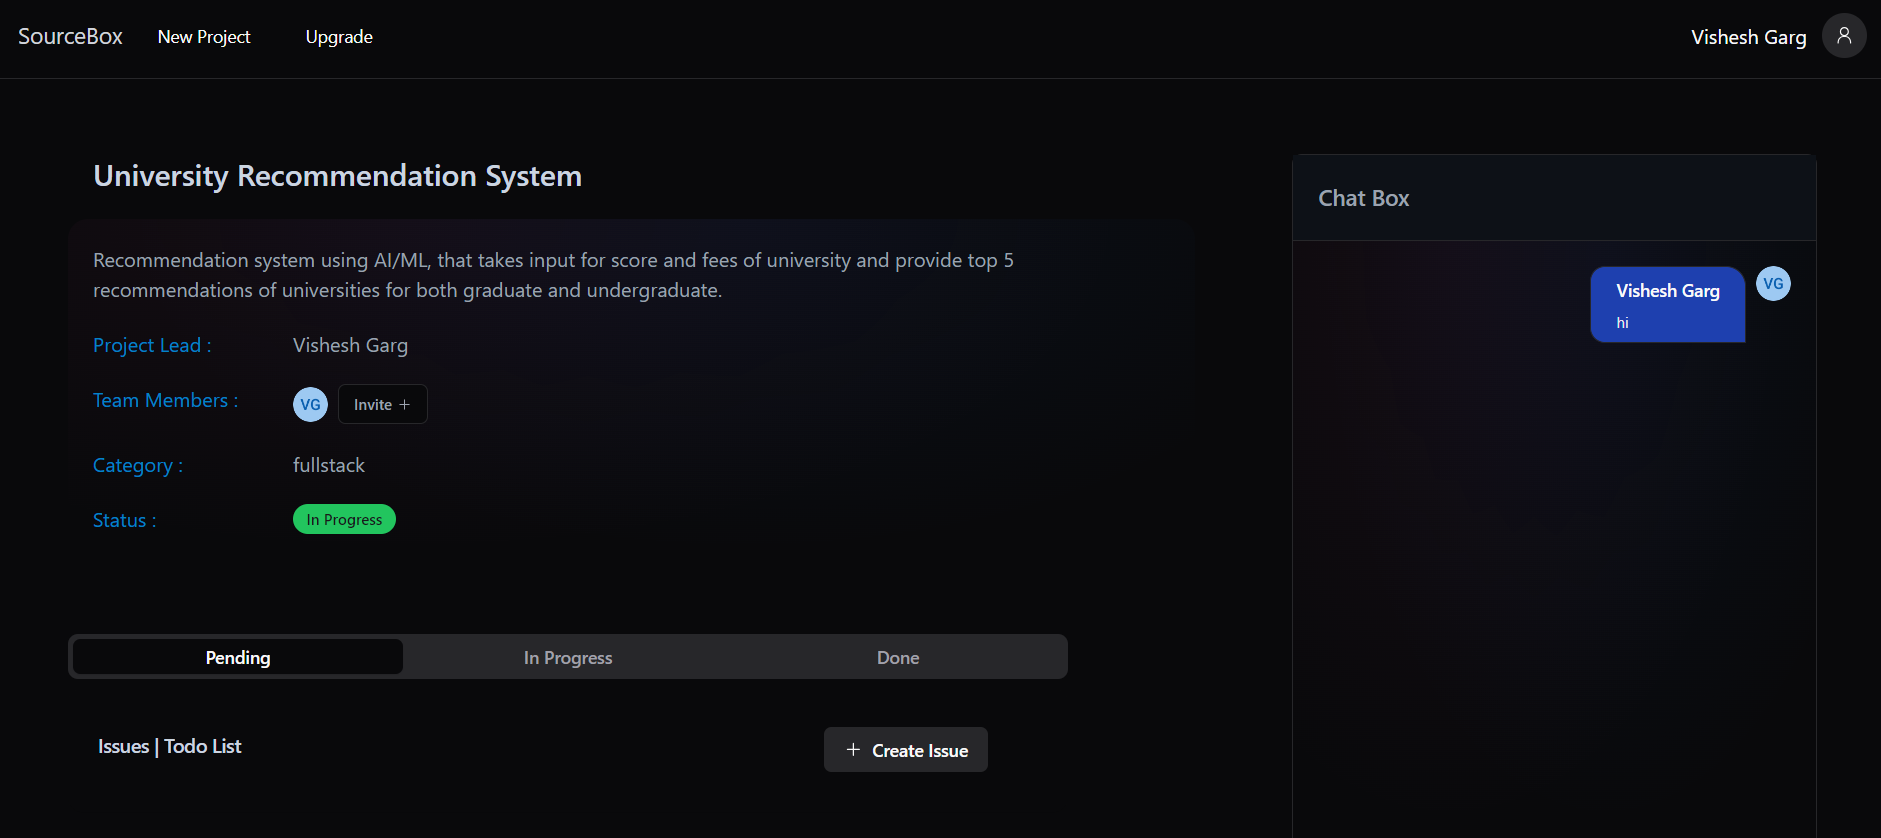 SourceBox New Project Upgrade Vishesh Garg
University Recommendation System
Recommendation system using AI/ML, that takes input for score and fees of university and provide top 5
recommendations of universities for both graduate and undergraduate.
Project Lead : Vishesh Garg
Team Members : VG Invite +
Category : fullstack
Status : In Progress
Pending In Progress Done
Issues | Todo List + Create Issue
Chat Box
Vishesh Garg VG
hi